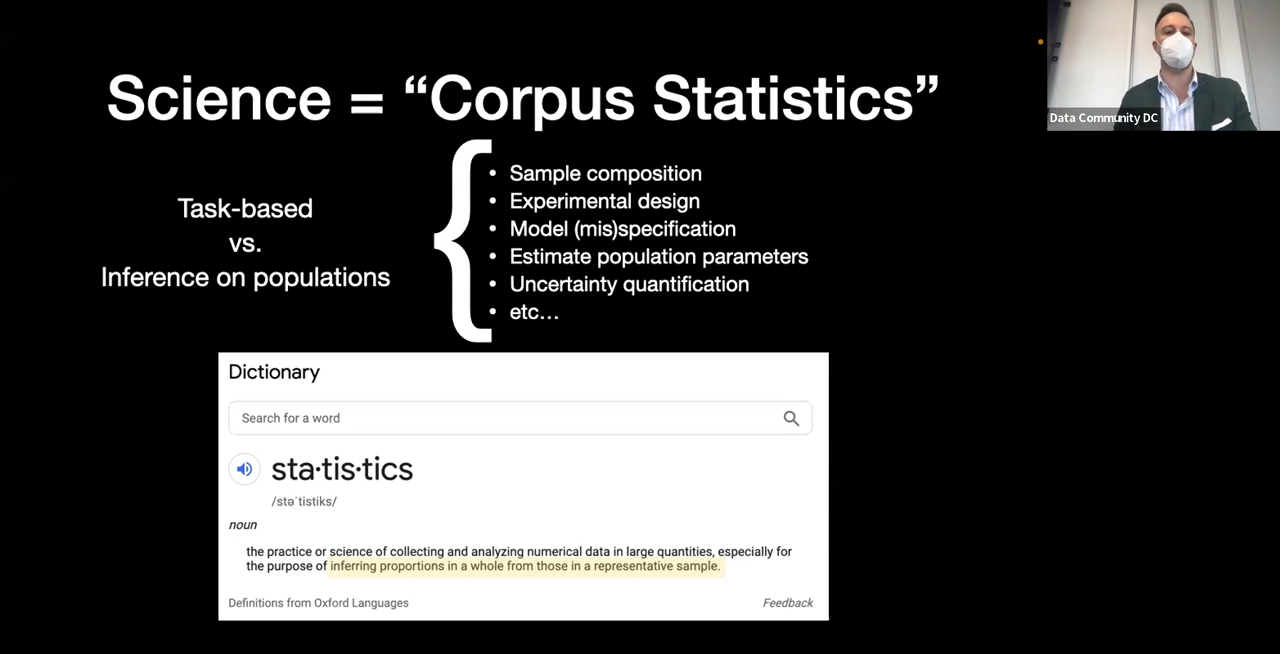 Science = “Corpus Statistics”
Task-based
vs.
Inference on populations
{
• Sample composition
• Experimental design
• Model (mis)specification
• Estimate population parameters
• Uncertainty quantification
• etc…
Dictionary
Search for a word
sta·tis·tics
/stəˈtistiks/
noun
the practice or science of collecting and analyzing numerical data in large quantities, especially for
the purpose of inferring proportions in a whole from those in a representative sample.
Definitions from Oxford Languages
Feedback
Data Community DC